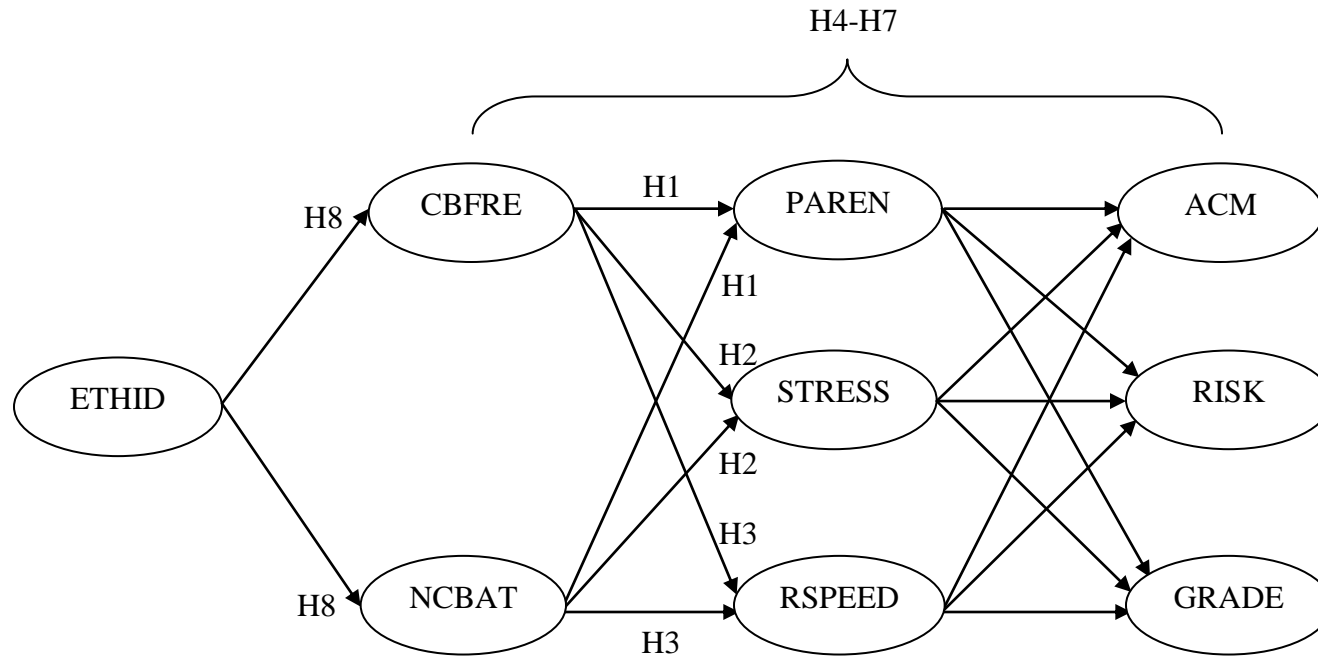 H4-H7
CBFRE
H1
PAREN
ACM
H8
H1
H2
ETHID
STRESS
RISK
H2
H3
H8
NCBAT
RSPEED
GRADE
H3